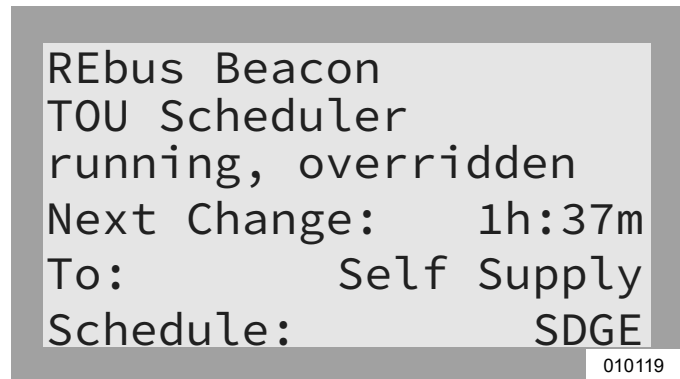 REbus Beacon
TOU Scheduler
running, overridden
Next Change: 1h:37m
To: Self Supply
Schedule: SDGE
010119